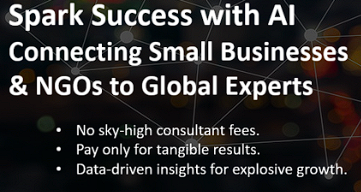 Spark Success with AI
Connecting Small Businesses
& NGOs to Global Experts
• No sky-high consultant fees.
• Pay only for tangible results.
• Data-driven insights for explosive growth.